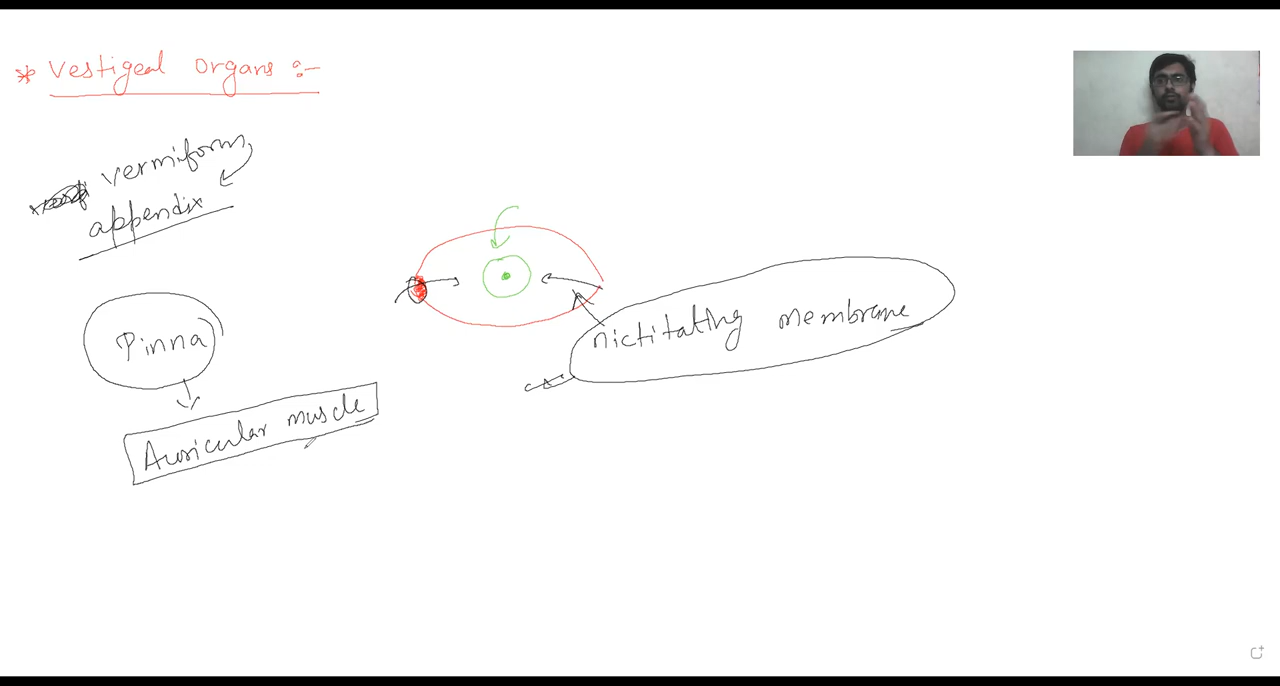 * Vestigeal organs :-
vermiform
appendix
Pinna
Auricular muscle
nictitating membrane